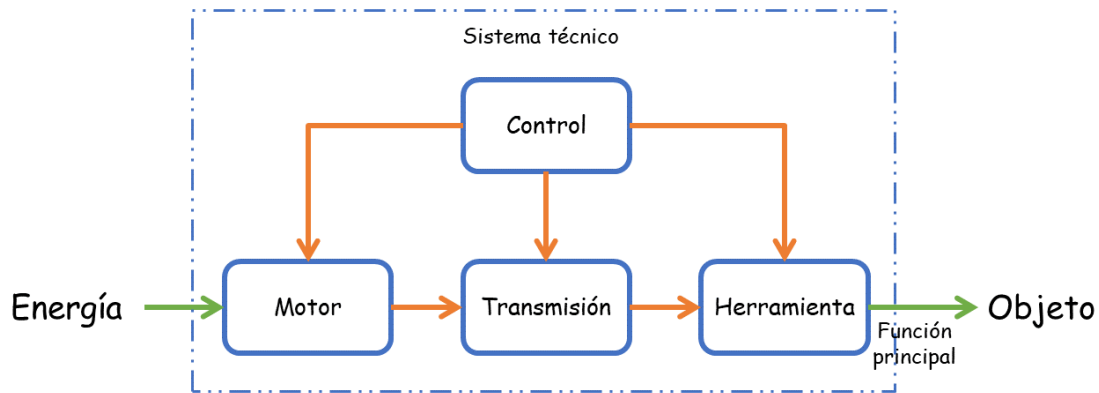 Sistema técnico
Control
Energía
Motor
Transmisión
Herramienta
Objeto
Función
principal